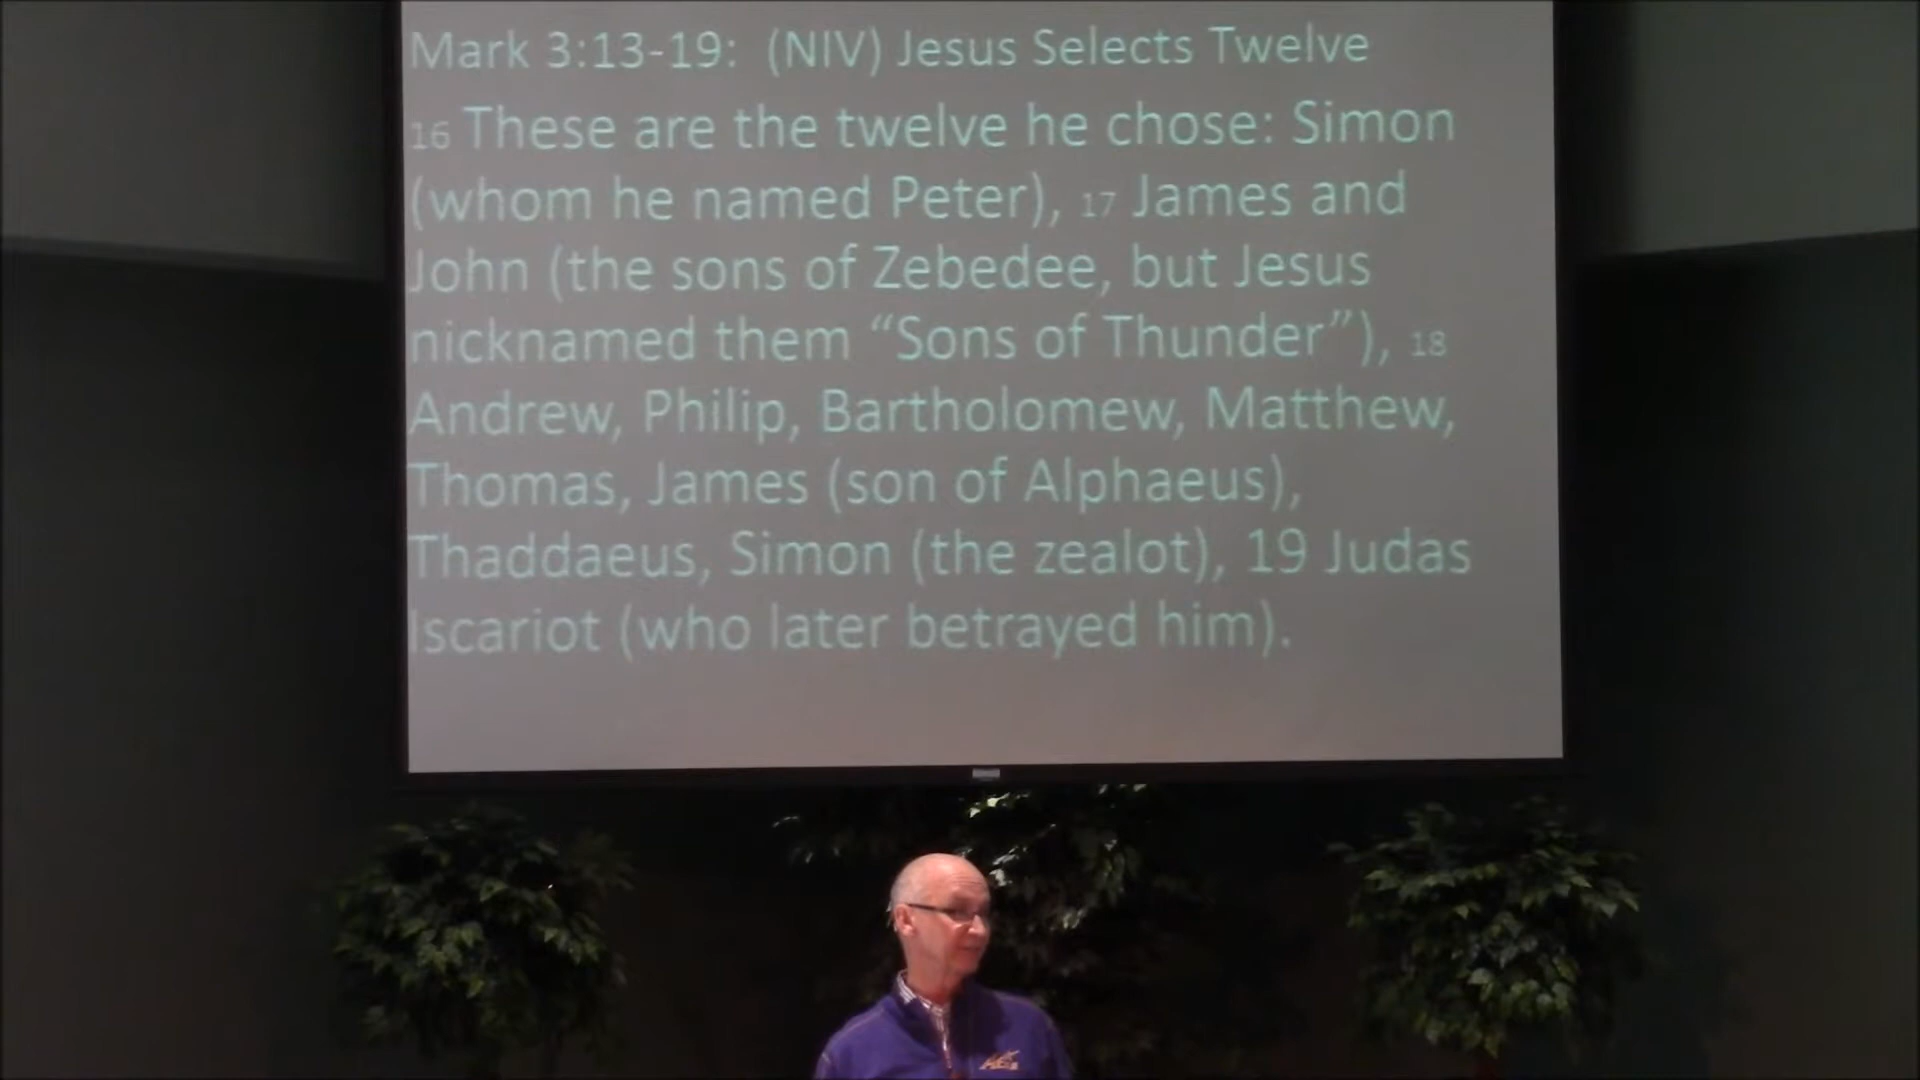 Mark 3:13-19: (NIV) Jesus Selects Twelve
16 These are the twelve he chose: Simon
(whom he named Peter), 17 James and
John (the sons of Zebedee, but Jesus
nicknamed them “Sons of Thunder”), 18
Andrew, Philip, Bartholomew, Matthew,
Thomas, James (son of Alphaeus),
Thaddaeus, Simon (the zealot), 19 Judas
Iscariot (who later betrayed him).